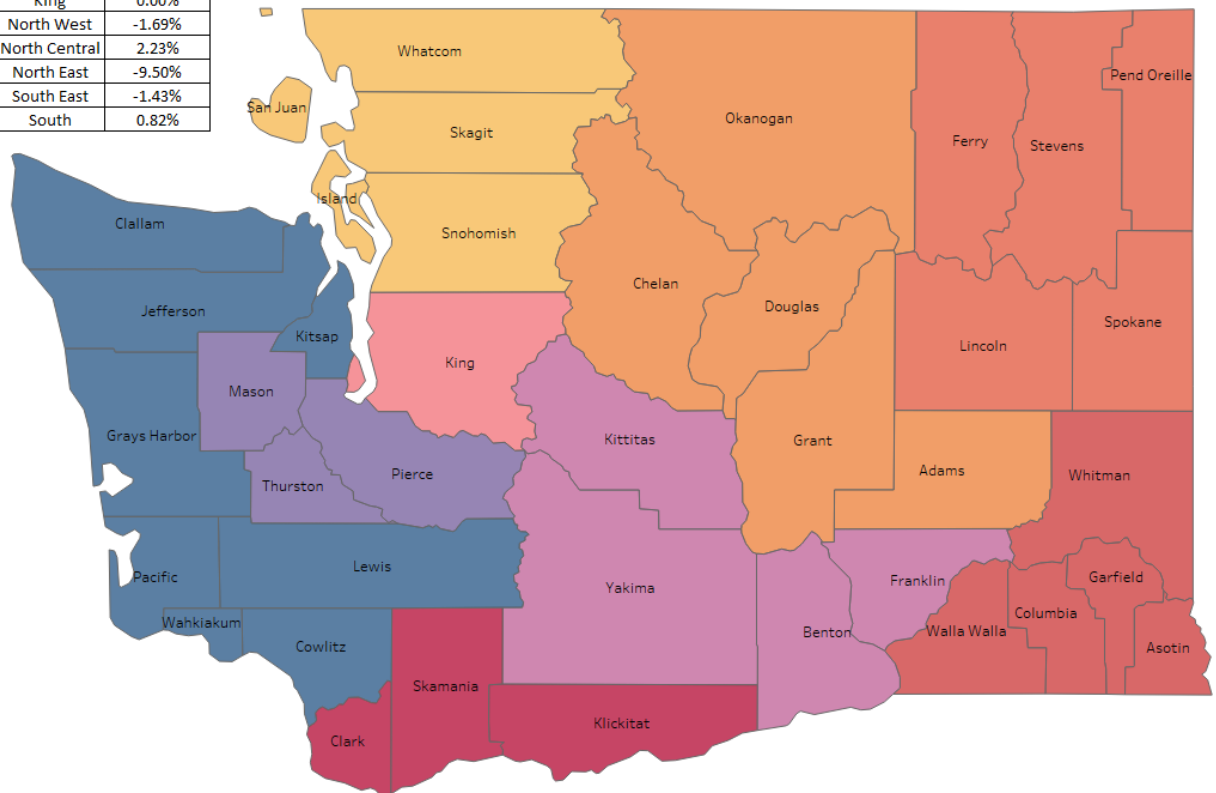 King 0.00%
North West -1.69%
North Central 2.23%
North East -9.50%
South East -1.43%
South 0.82%
Whatcom
Pend Oreille
San Juan
Skagit
Okanogan
Ferry
Stevens
Island
Clallam
Snohomish
Chelan
Douglas
Jefferson
Kitsap
Spokane
Lincoln
King
Mason
Grays Harbor
Kittitas
Grant
Adams
Pierce
Whitman
Thurston
Lewis
Pacific
Yakima
Franklin
Garfield
Columbia
Wahkiakum
Walla Walla
Benton
Cowlitz
Asotin
Skamania
Klickitat
Clark